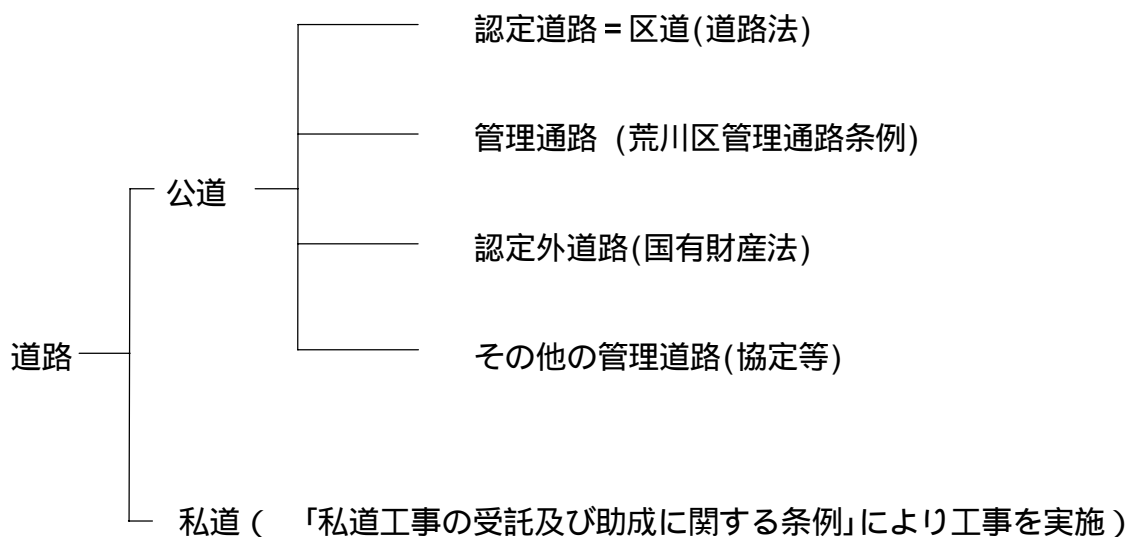 認定道路=区道(道路法)
管理通路 (荒川区管理通路条例)
公道
認定外道路(国有財産法)
道路
その他の管理道路(協定等)
私道( 「私道工事の受託及び助成に関する条例」により工事を実施)